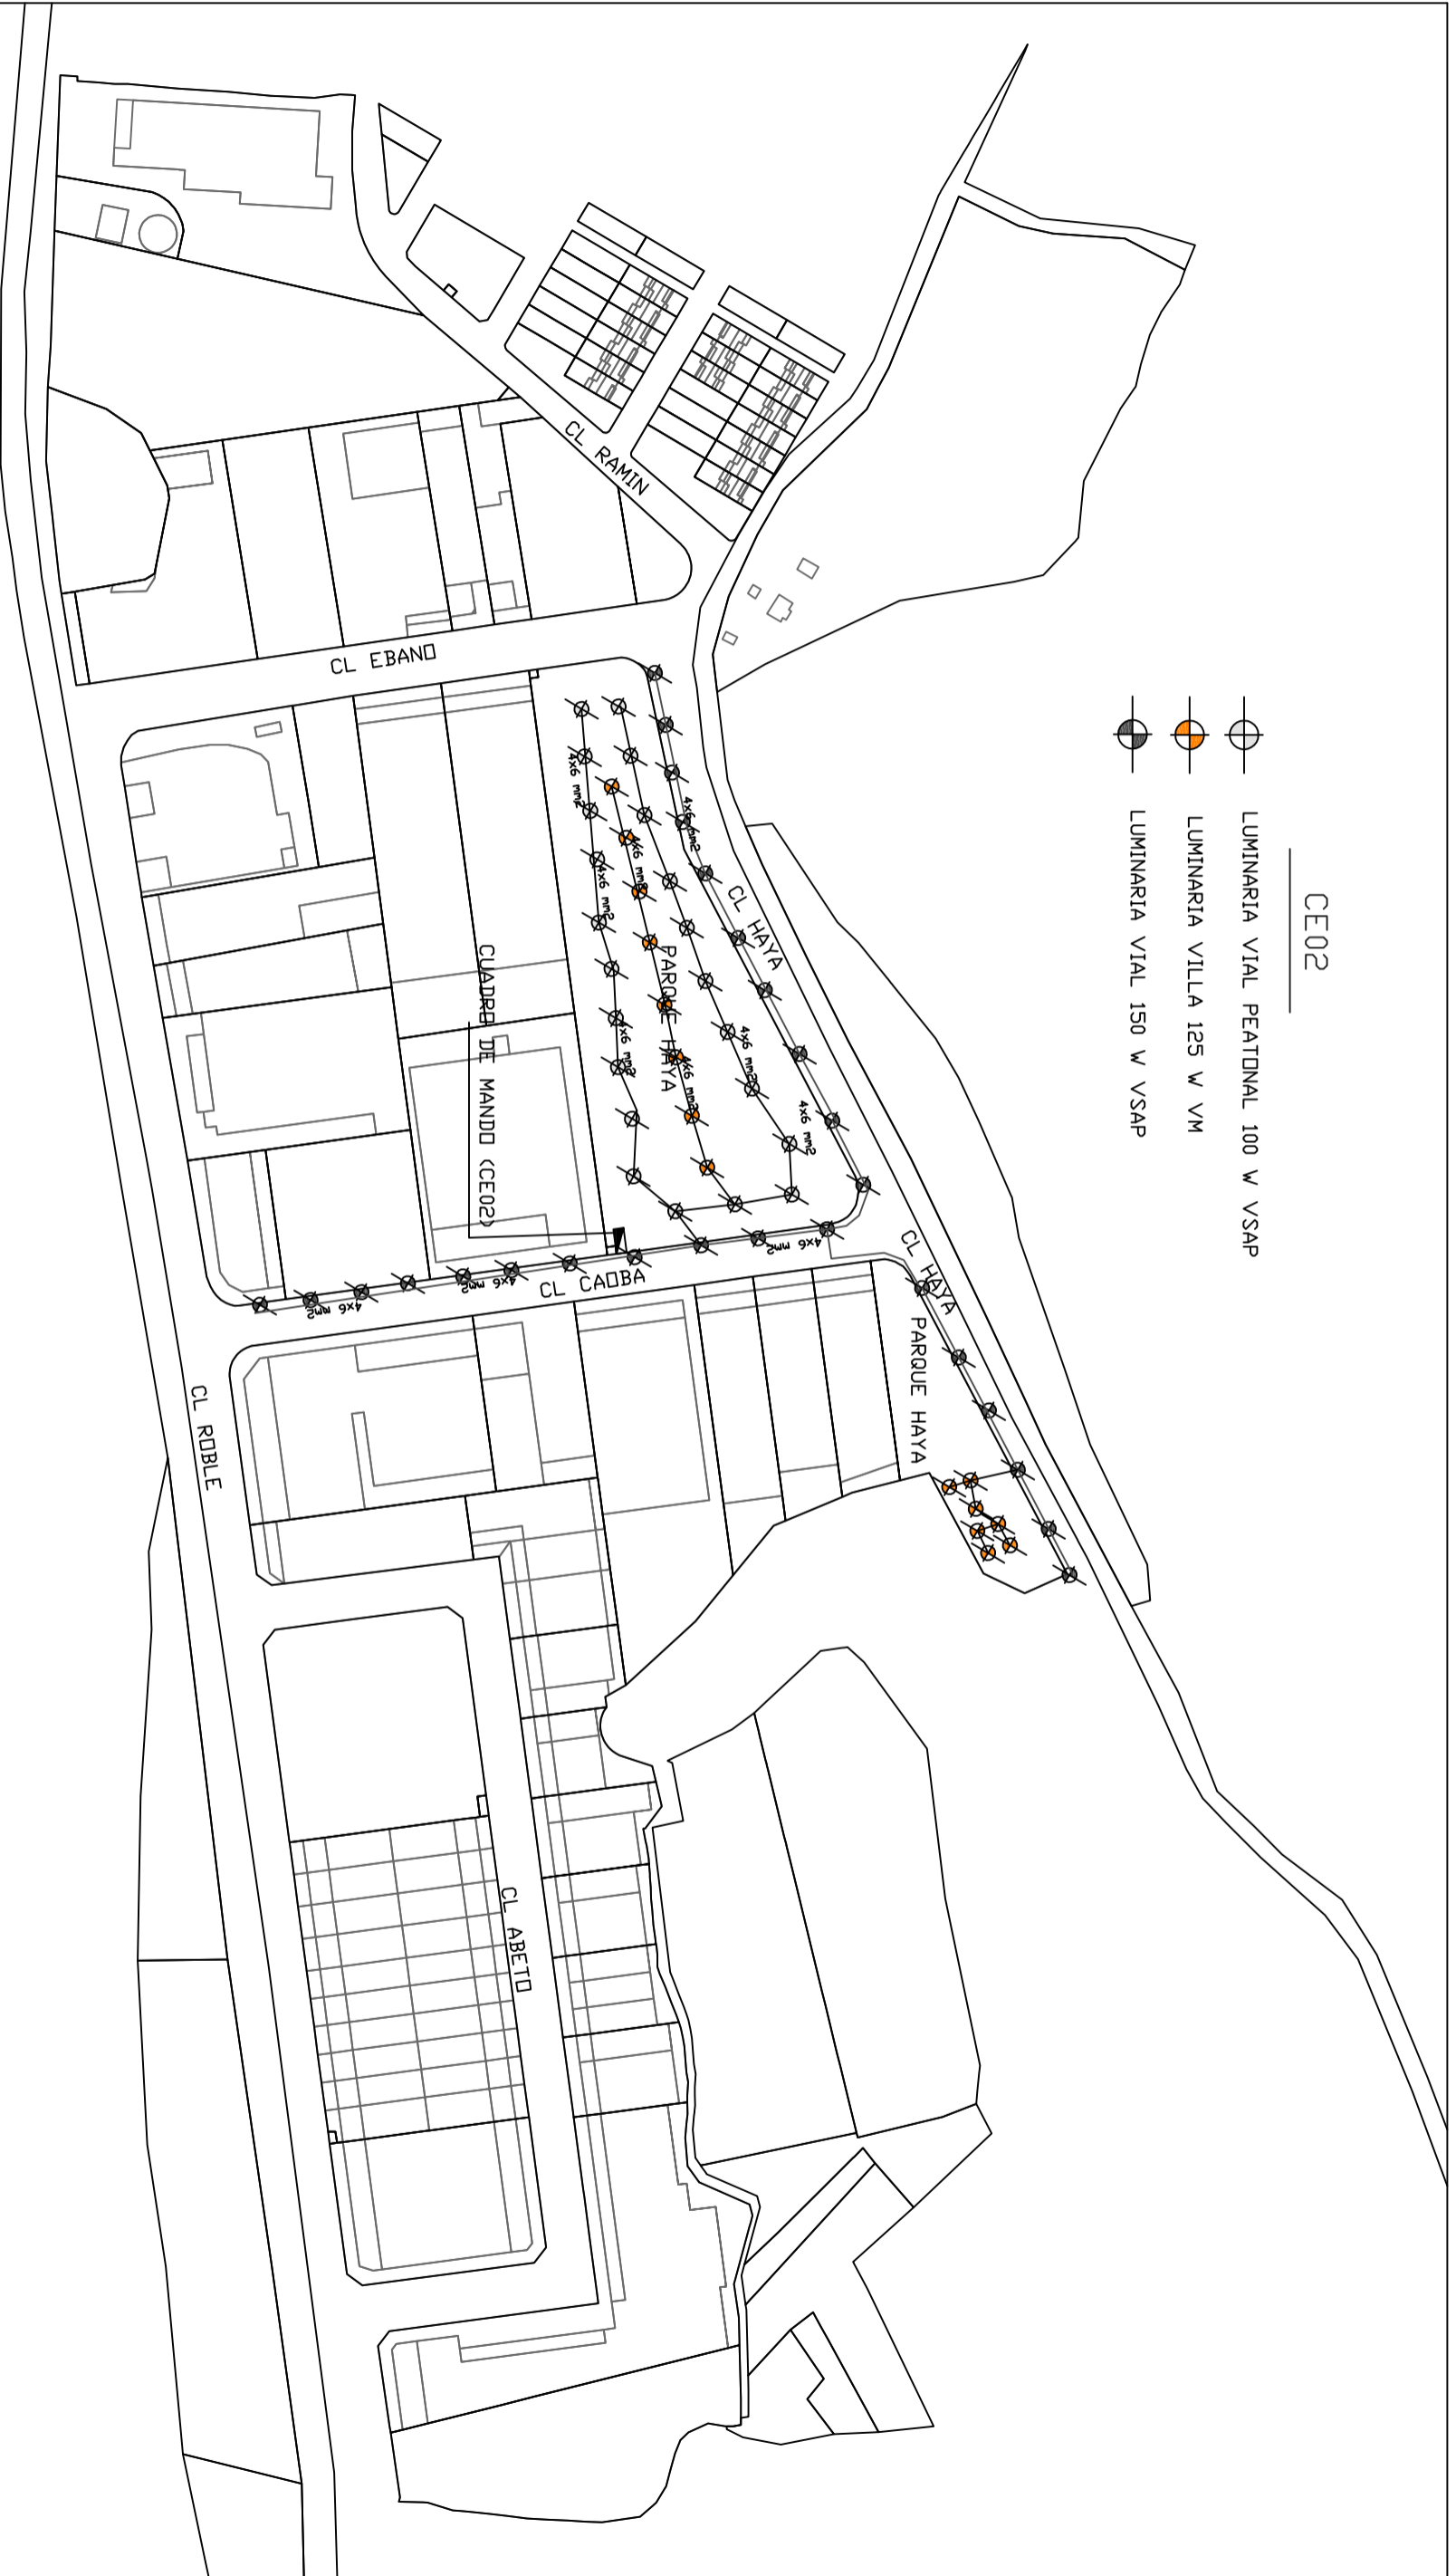 CE02
LUMINARIA VIAL PEATONAL 100 W VSAP
LUMINARIA VILLA 125 W VM
LUMINARIA VIAL 150 W VSAP
CL RAMIN
CL EBANO
4x6 mm2
4x6 mm2
4x6 mm2
4x6 mm2
CL HAYA
PARQUE HAYA
CUADRO DE MANDO (CE02)
4x6 mm2
4x6 mm2
4x6 mm2
4x6 mm2
4x6 mm2
CL HAYA
PARQUE HAYA
4x6 mm2
4x6 mm2
CL CAOBA
CL ROBLE
CL ABETO